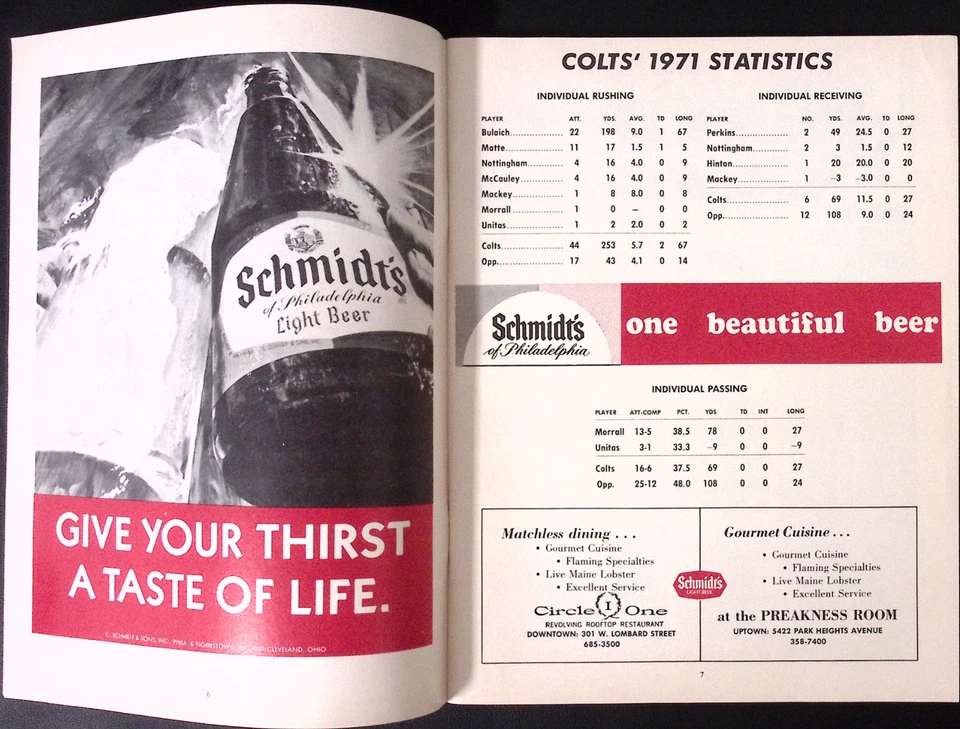 Schmidt's
of Philadelphia
Light Beer
GIVE YOUR THIRST
A TASTE OF LIFE.
C. SCHMIDT & SONS, INC., PHILA. & NORRISTOWN, PA. AND CLEVELAND, OHIO
6
COLTS' 1971 STATISTICS
INDIVIDUAL RUSHING
PLAYER ATT. YDS. AVG. TD LONG
Bulaich 22 198 9.0 1 67
Matte 11 17 1.5 1 5
Nottingham 4 16 4.0 0 9
McCauley 4 16 4.0 0 9
Mackey 1 8 8.0 0 8
Morrall 1 0 – 0 0
Unitas 1 2 2.0 0 2
Colts 44 253 5.7 2 67
Opp. 17 43 4.1 0 14
INDIVIDUAL RECEIVING
PLAYER NO. YDS. AVG. TD LONG
Perkins 2 49 24.5 0 27
Nottingham 2 3 1.5 0 12
Hinton 1 20 20.0 0 20
Mackey 1 –3 –3.0 0 0
Colts 6 69 11.5 0 27
Opp. 12 108 9.0 0 24
Schmidt's
of Philadelphia
one beautiful beer
INDIVIDUAL PASSING
PLAYER ATT-COMP PCT. YDS TD INT LONG
Morrall 13-5 38.5 78 0 0 27
Unitas 3-1 33.3 –9 0 0 –9
Colts 16-6 37.5 69 0 0 27
Opp. 25-12 48.0 108 0 0 24
Matchless dining . . .
• Gourmet Cuisine
• Flaming Specialties
• Live Maine Lobster
• Excellent Service
Circle I One
REVOLVING ROOFTOP RESTAURANT
DOWNTOWN: 301 W. LOMBARD STREET
685-3500
Schmidt's
LIGHT BEER
Gourmet Cuisine . . .
• Gourmet Cuisine
• Flaming Specialties
• Live Maine Lobster
• Excellent Service
at the PREAKNESS ROOM
UPTOWN: 5422 PARK HEIGHTS AVENUE
358-7400
7